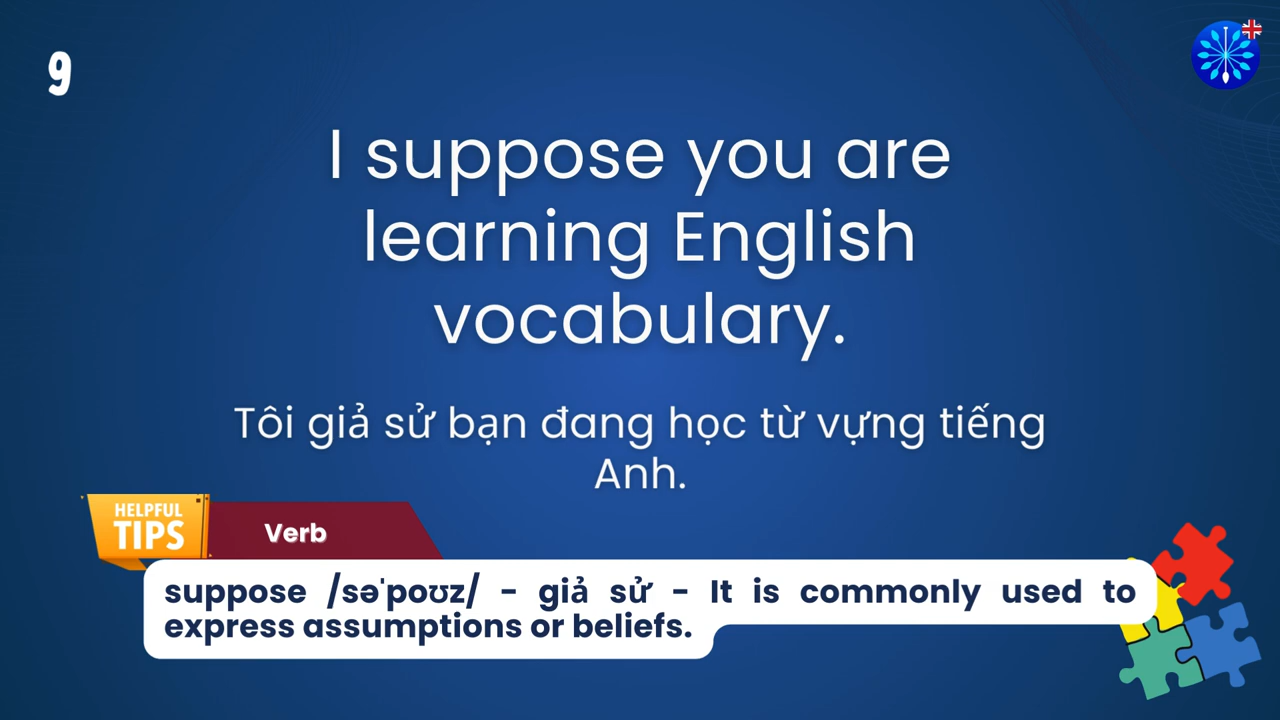 9
I suppose you are
learning English
vocabulary.
Tôi giả sử bạn đang học từ vựng tiếng
Anh.
HELPFUL
TIPS
Verb
suppose /səˈpoʊz/ - giả sử - It is commonly used to
express assumptions or beliefs.